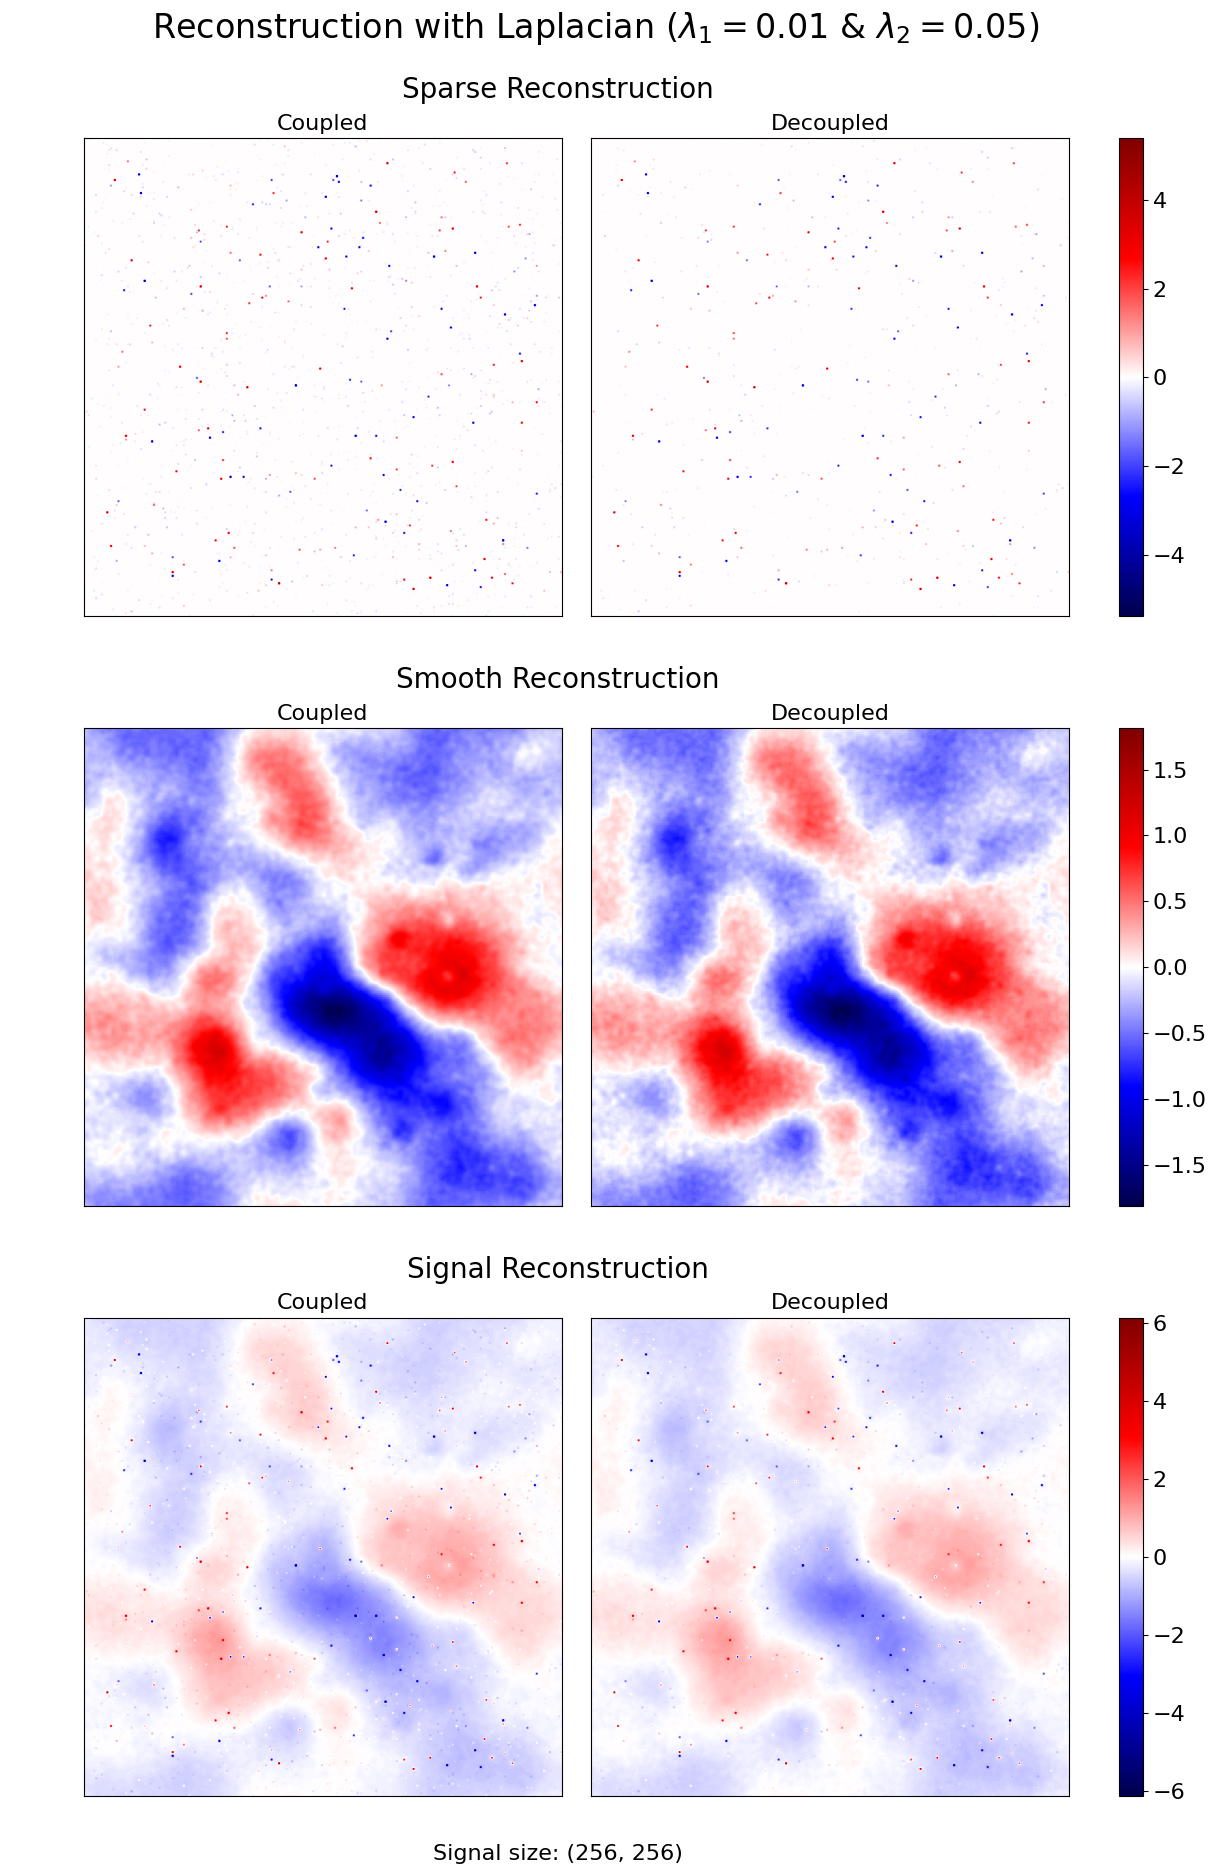 Reconstruction with Laplacian (λ₁ = 0.01 & λ₂ = 0.05)
Sparse Reconstruction
Coupled
Decoupled
4
2
0
−2
−4
Smooth Reconstruction
Coupled
Decoupled
1.5
1.0
0.5
0.0
−0.5
−1.0
−1.5
Signal Reconstruction
Coupled
Decoupled
6
4
2
0
−2
−4
−6
Signal size: (256, 256)